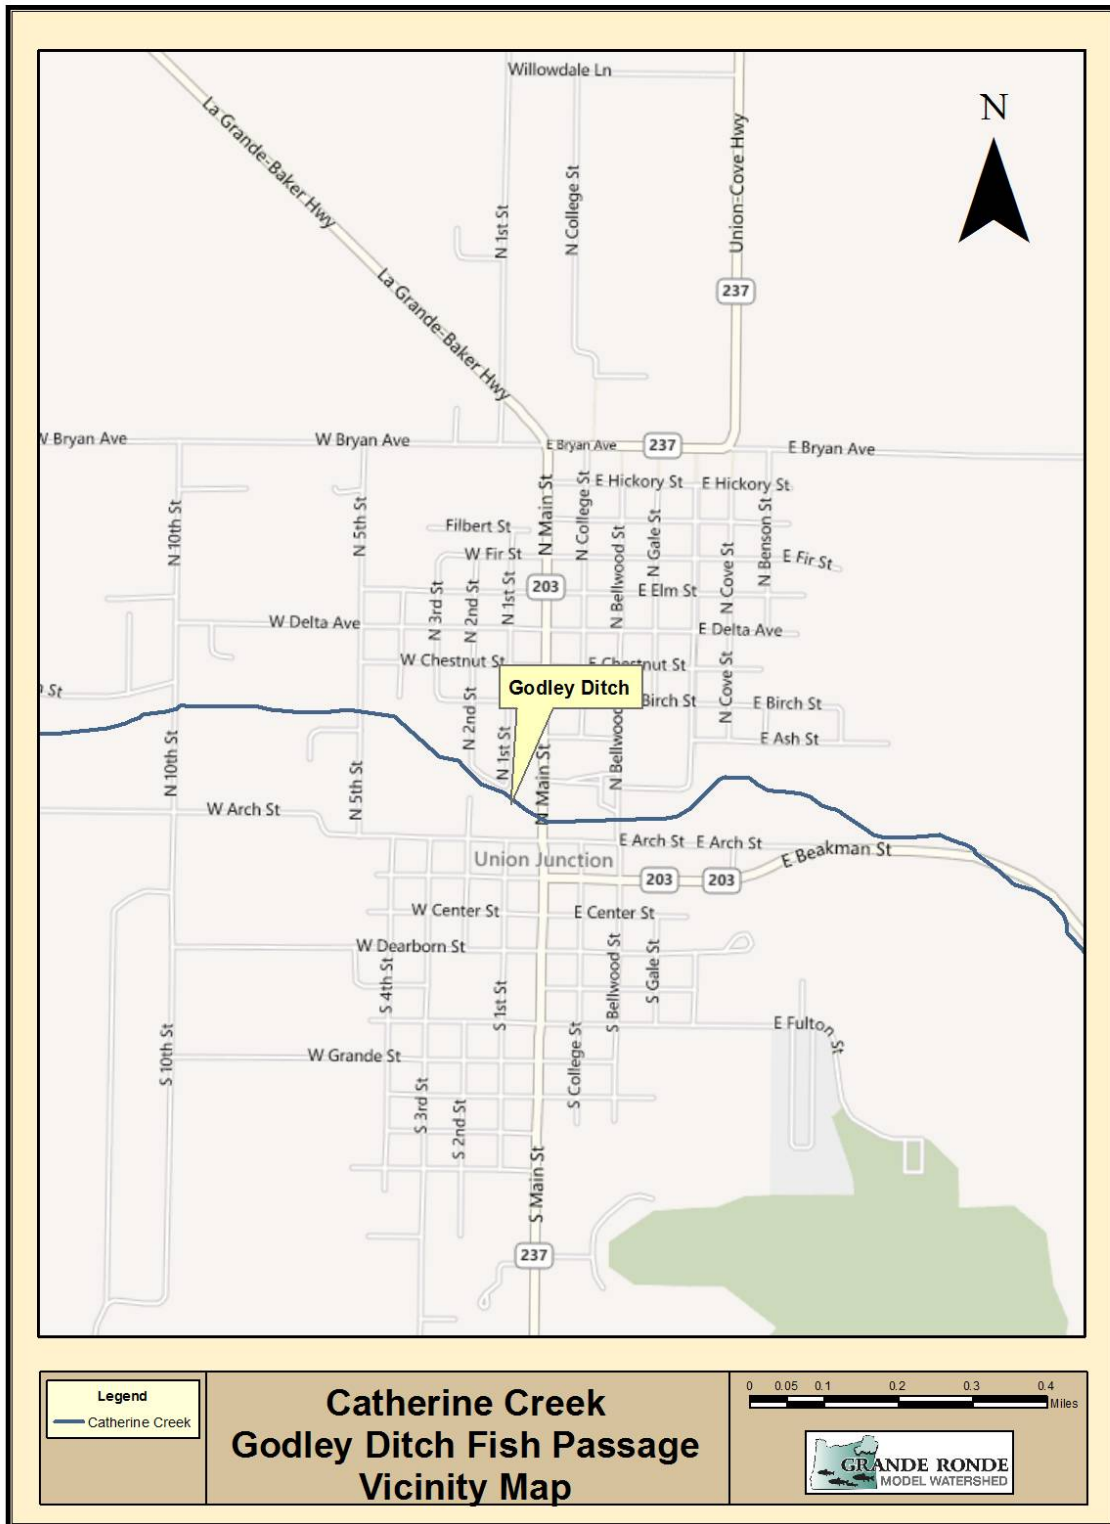 Willowdale Ln
N
La Grande-Baker Hwy
N 1st St
N College St
Union-Cove Hwy
237
La Grande-Baker Hwy
W Bryan Ave
W Bryan Ave
E Bryan Ave
237
E Bryan Ave
N 10th St
N 5th St
N Main St
N College St
E Hickory St
E Hickory St
Filbert St
N Gale St
N Benson St
W Fir St
E Fir St
203
N 3rd St
N 2nd St
N 1st St
N Bellwood St
E Elm St
N Cove St
W Delta Ave
E Delta Ave
W Chestnut St
E Chestnut St
St
Godley Ditch
Birch St
N Cove St
E Birch St
N 2nd St
N 1st St
N Main St
N Bellwood
E Ash St
N 10th St
N 5th St
W Arch St
E Arch St
E Arch St
E Beakman St
Union Junction
203
203
W Center St
E Center St
W Dearborn St
S 4th St
S 1st St
S Bellwood St
S Gale St
E Fulton St
S 10th St
W Grande St
S College St
S 3rd St
S 2nd St
S Main St
237
Legend
Catherine Creek
Catherine Creek
Godley Ditch Fish Passage
Vicinity Map
0 0.05 0.1 0.2 0.3 0.4
Miles
GRANDE RONDE
MODEL WATERSHED